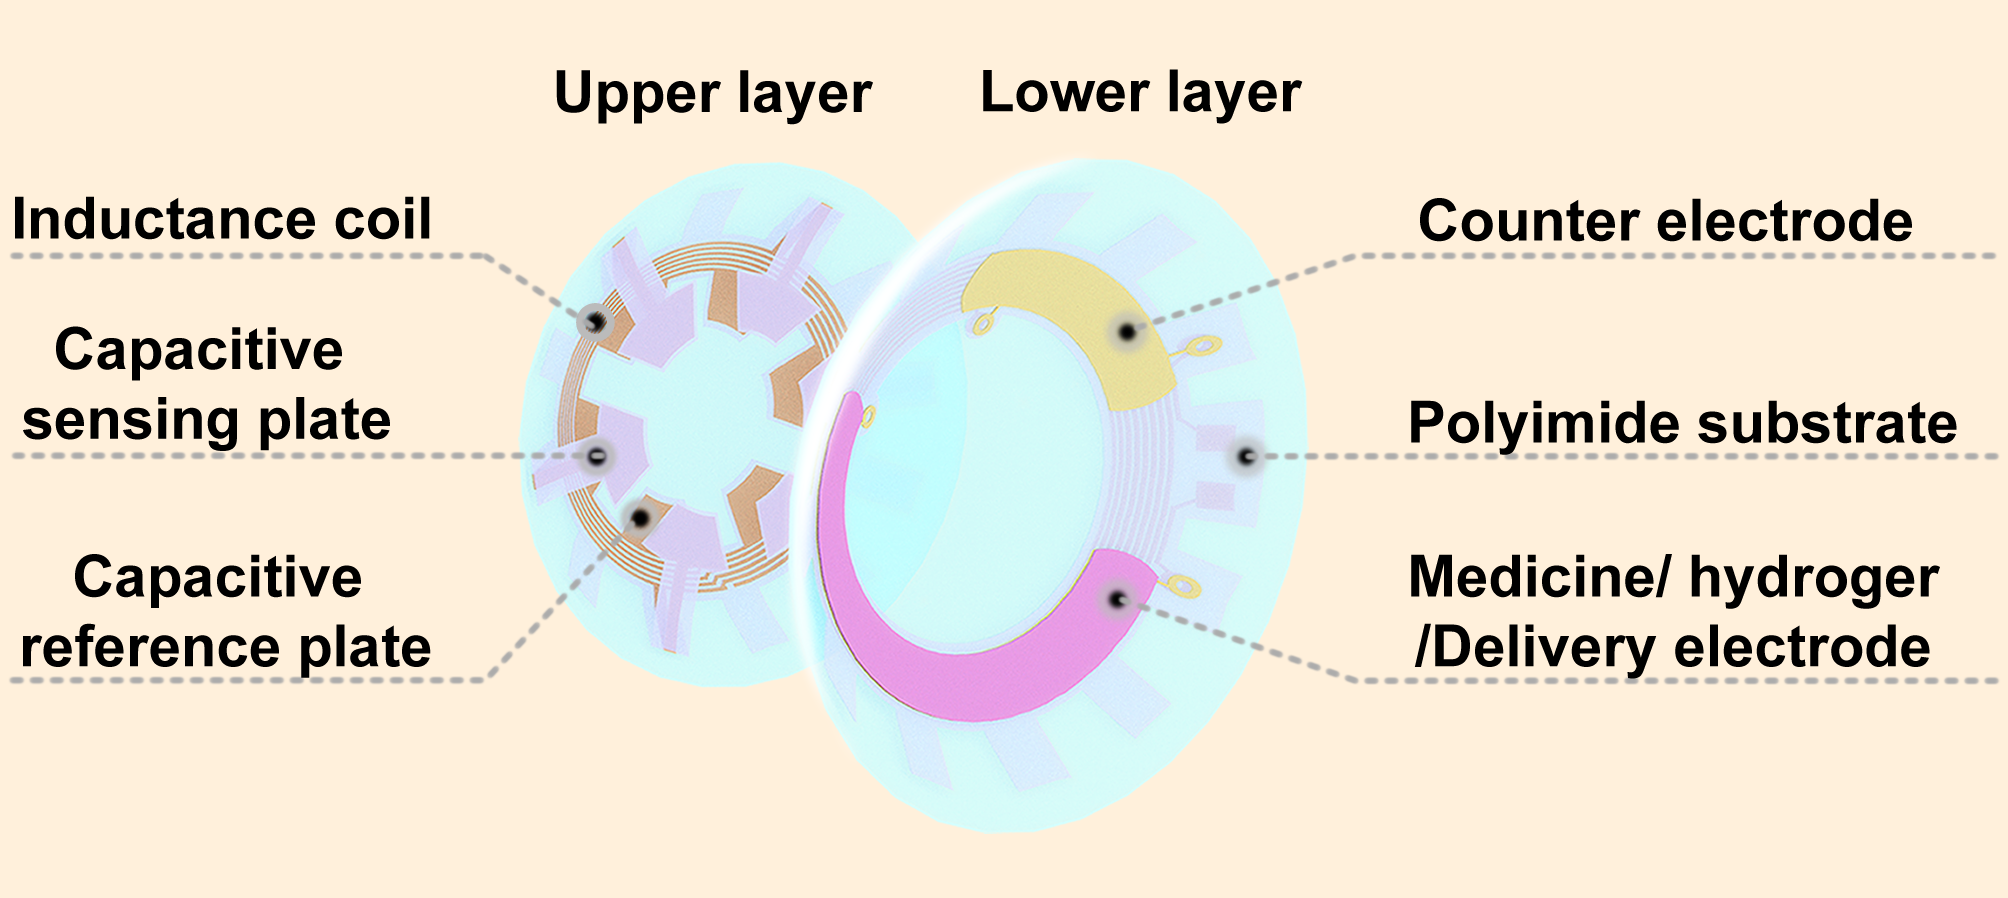 Upper layer
Lower layer
Inductance coil
Capacitive
sensing plate
Capacitive
reference plate
Counter electrode
Polyimide substrate
Medicine/ hydroger
/Delivery electrode